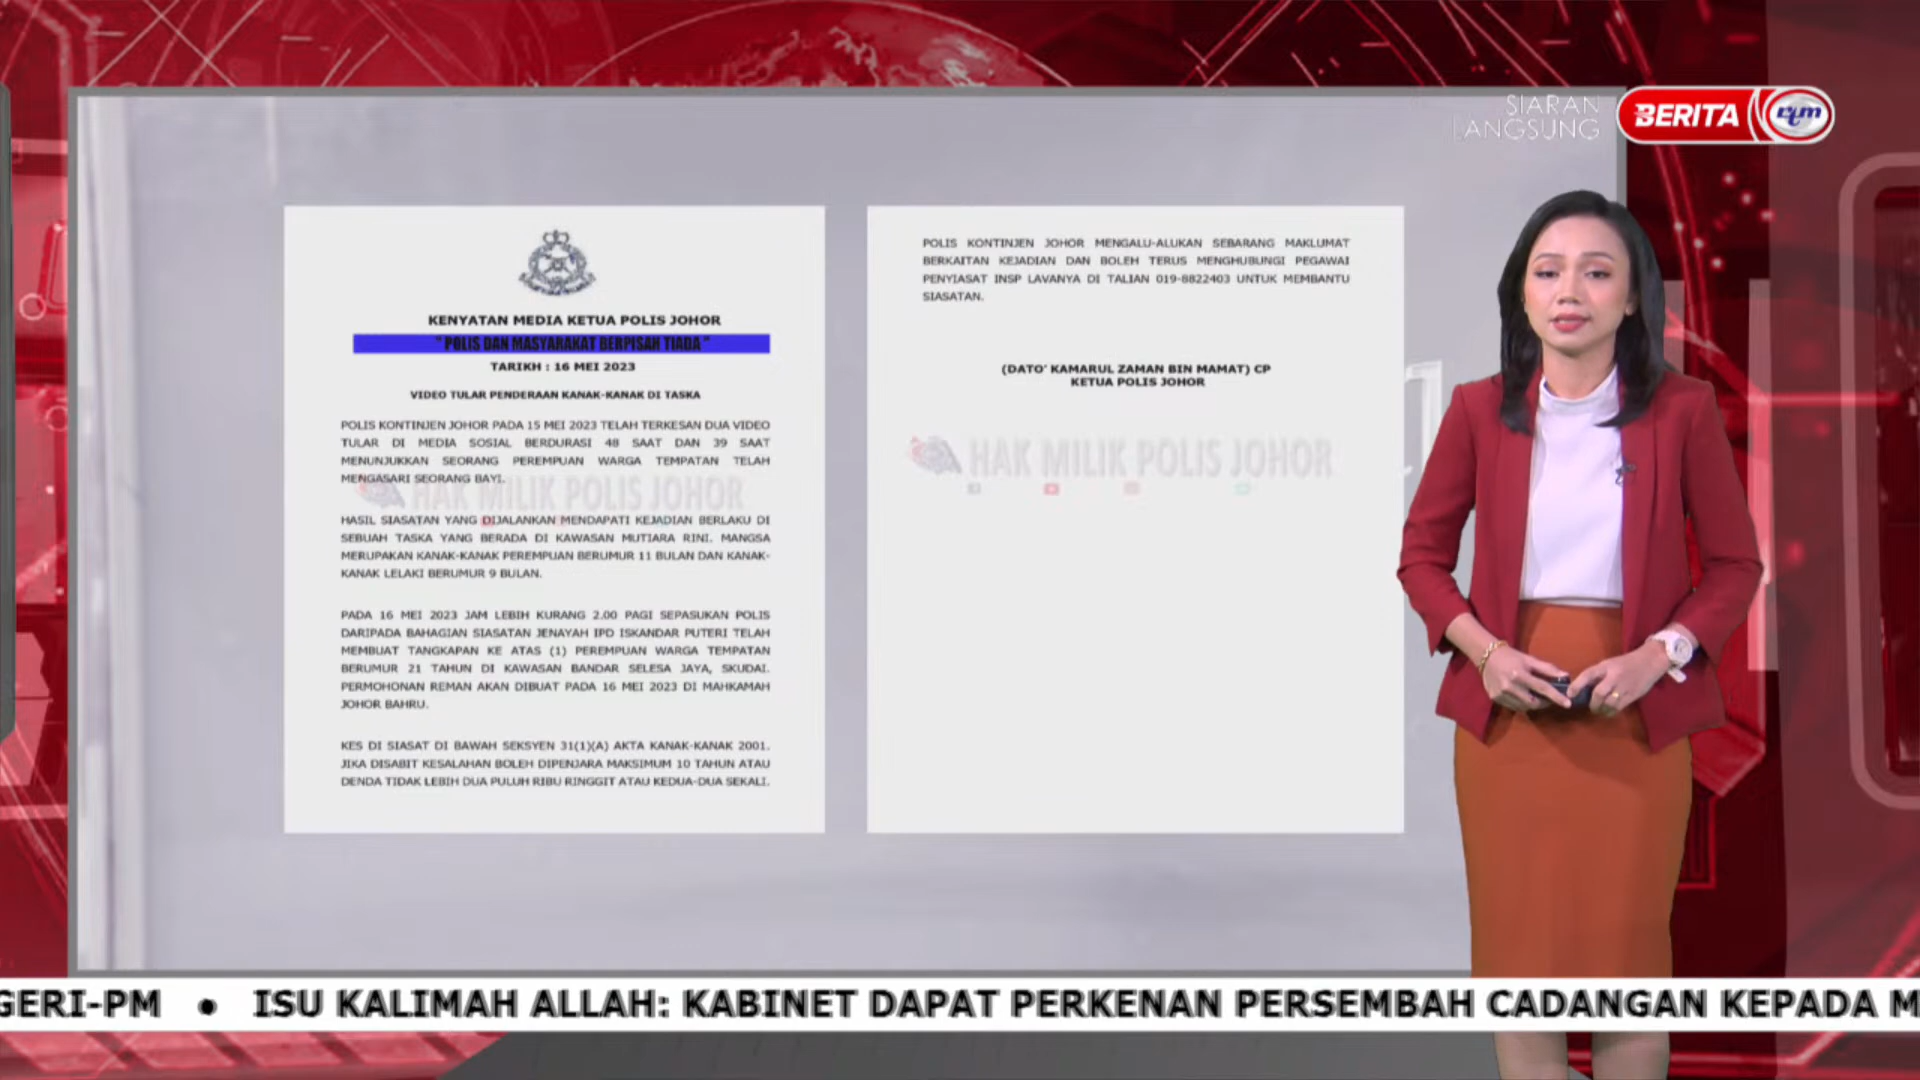 SIARAN
LANGSUNG
BERITA rtm
KENYATAN MEDIA KETUA POLIS JOHOR
" POLIS DAN MASYARAKAT BERPISAH TIADA "
TARIKH : 16 MEI 2023
VIDEO TULAR PENDERAAN KANAK-KANAK DI TASKA
POLIS KONTINJEN JOHOR PADA 15 MEI 2023 TELAH TERKESAN DUA VIDEO
TULAR DI MEDIA SOSIAL BERDURASI 48 SAAT DAN 39 SAAT
MENUNJUKKAN SEORANG PEREMPUAN WARGA TEMPATAN TELAH
MENGASARI SEORANG BAYI.
HAK MILIK POLIS JOHOR
HASIL SIASATAN YANG DIJALANKAN MENDAPATI KEJADIAN BERLAKU DI
SEBUAH TASKA YANG BERADA DI KAWASAN MUTIARA RINI. MANGSA
MERUPAKAN KANAK-KANAK PEREMPUAN BERUMUR 11 BULAN DAN KANAK-
KANAK LELAKI BERUMUR 9 BULAN.
PADA 16 MEI 2023 JAM LEBIH KURANG 2.00 PAGI SEPASUKAN POLIS
DARIPADA BAHAGIAN SIASATAN JENAYAH IPD ISKANDAR PUTERI TELAH
MEMBUAT TANGKAPAN KE ATAS (1) PEREMPUAN WARGA TEMPATAN
BERUMUR 21 TAHUN DI KAWASAN BANDAR SELESA JAYA, SKUDAI.
PERMOHONAN REMAN AKAN DIBUAT PADA 16 MEI 2023 DI MAHKAMAH
JOHOR BAHRU.
KES DI SIASAT DI BAWAH SEKSYEN 31(1)(A) AKTA KANAK-KANAK 2001.
JIKA DISABIT KESALAHAN BOLEH DIPENJARA MAKSIMUM 10 TAHUN ATAU
DENDA TIDAK LEBIH DUA PULUH RIBU RINGGIT ATAU KEDUA-DUA SEKALI.
POLIS KONTINJEN JOHOR MENGALU-ALUKAN SEBARANG MAKLUMAT
BERKAITAN KEJADIAN DAN BOLEH TERUS MENGHUBUNGI PEGAWAI
PENYIASAT INSP LAVANYA DI TALIAN 019-8822403 UNTUK MEMBANTU
SIASATAN.
(DATO' KAMARUL ZAMAN BIN MAMAT) CP
KETUA POLIS JOHOR
HAK MILIK POLIS JOHOR
GERI-PM • ISU KALIMAH ALLAH: KABINET DAPAT PERKENAN PERSEMBAH CADANGAN KEPADA M